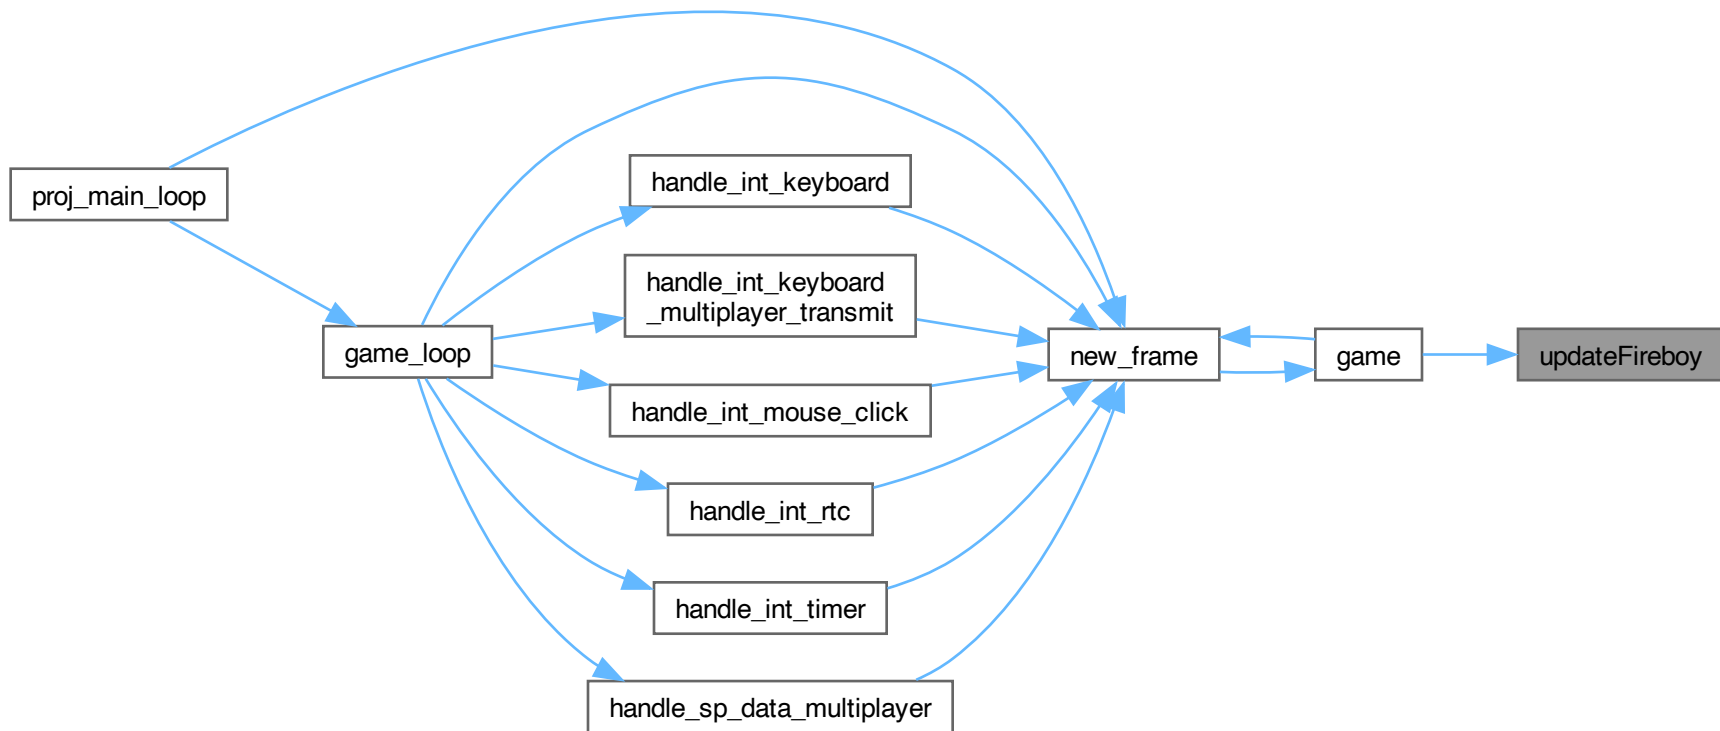 proj_main_loop
game_loop
handle_int_keyboard
handle_int_keyboard
_multiplayer_transmit
handle_int_mouse_click
handle_int_rtc
handle_int_timer
handle_sp_data_multiplayer
new_frame
game
updateFireboy